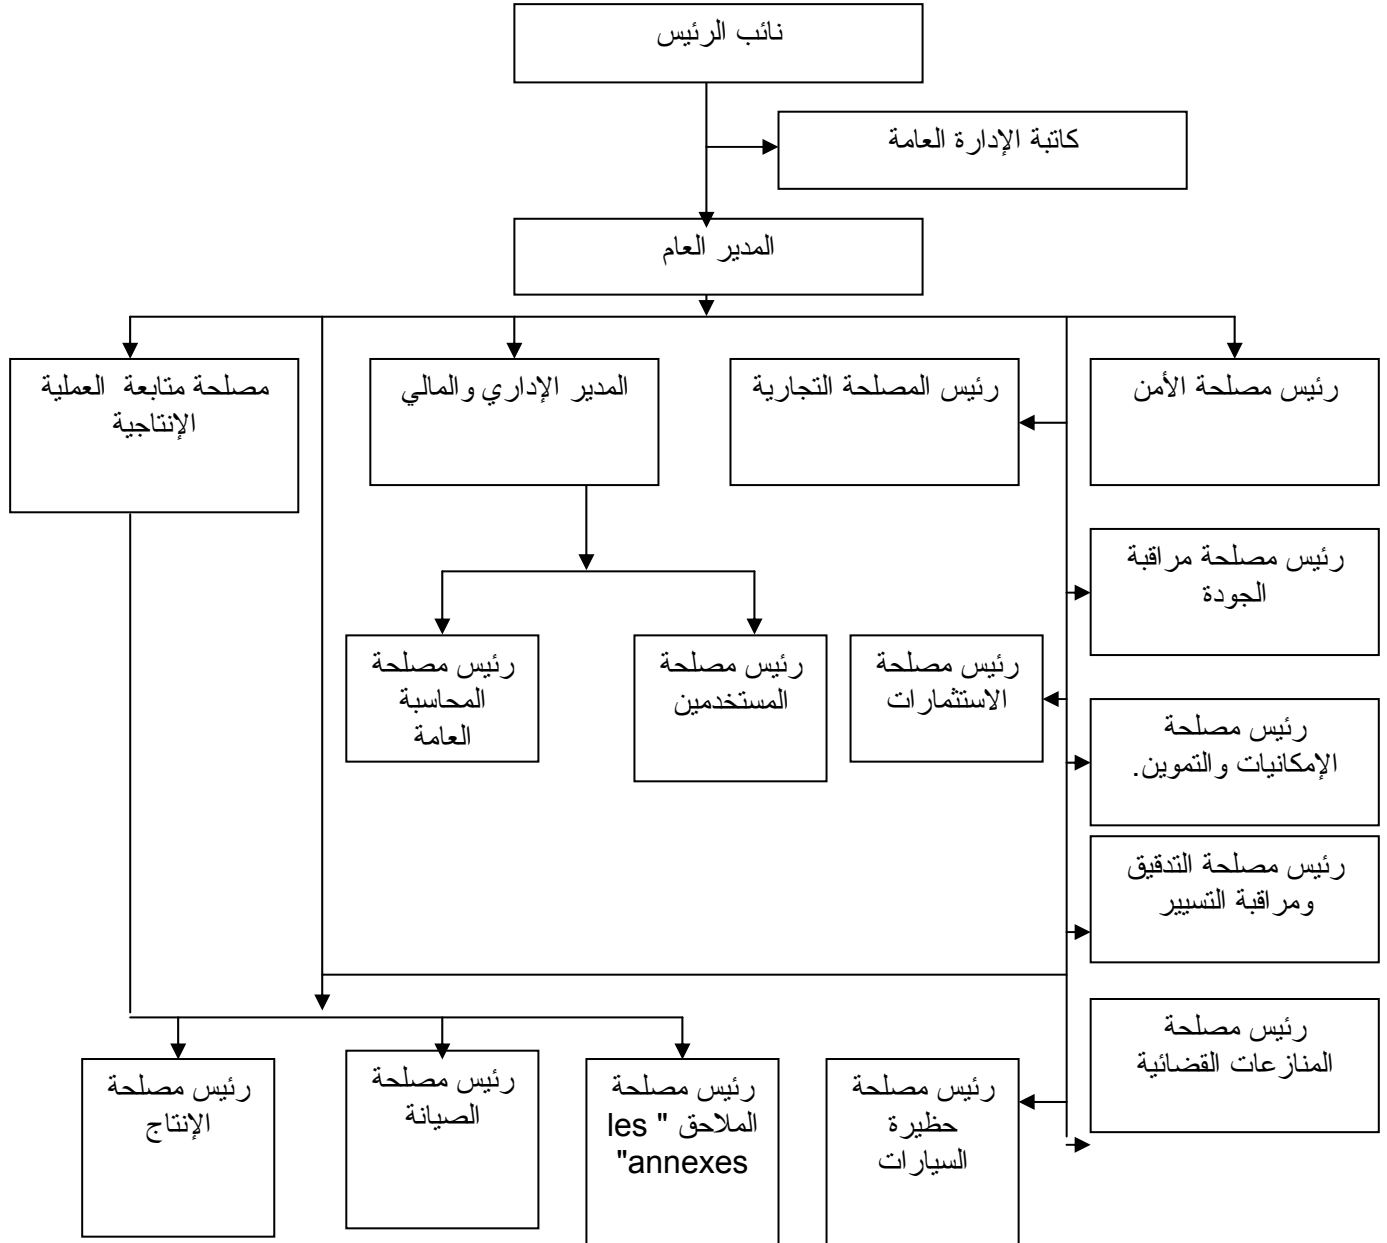 نائب الرئيس
كاتبة الإدارة العامة
المدير العام
رئيس مصلحة الأمن
رئيس المصلحة التجارية
المدير الإداري والمالي
مصلحة متابعة العملية
الإنتاجية
رئيس مصلحة مراقبة
الجودة
رئيس مصلحة
الاستثمارات
رئيس مصلحة
المستخدمين
رئيس مصلحة
المحاسبة
العامة
رئيس مصلحة
الإمكانيات والتموين.
رئيس مصلحة التدقيق
ومراقبة التسيير
رئيس مصلحة
المنازعات القضائية
رئيس مصلحة
حظيرة
السيارات
رئيس مصلحة
الملاحق " les
annexes"
رئيس مصلحة
الصيانة
رئيس مصلحة
الإنتاج